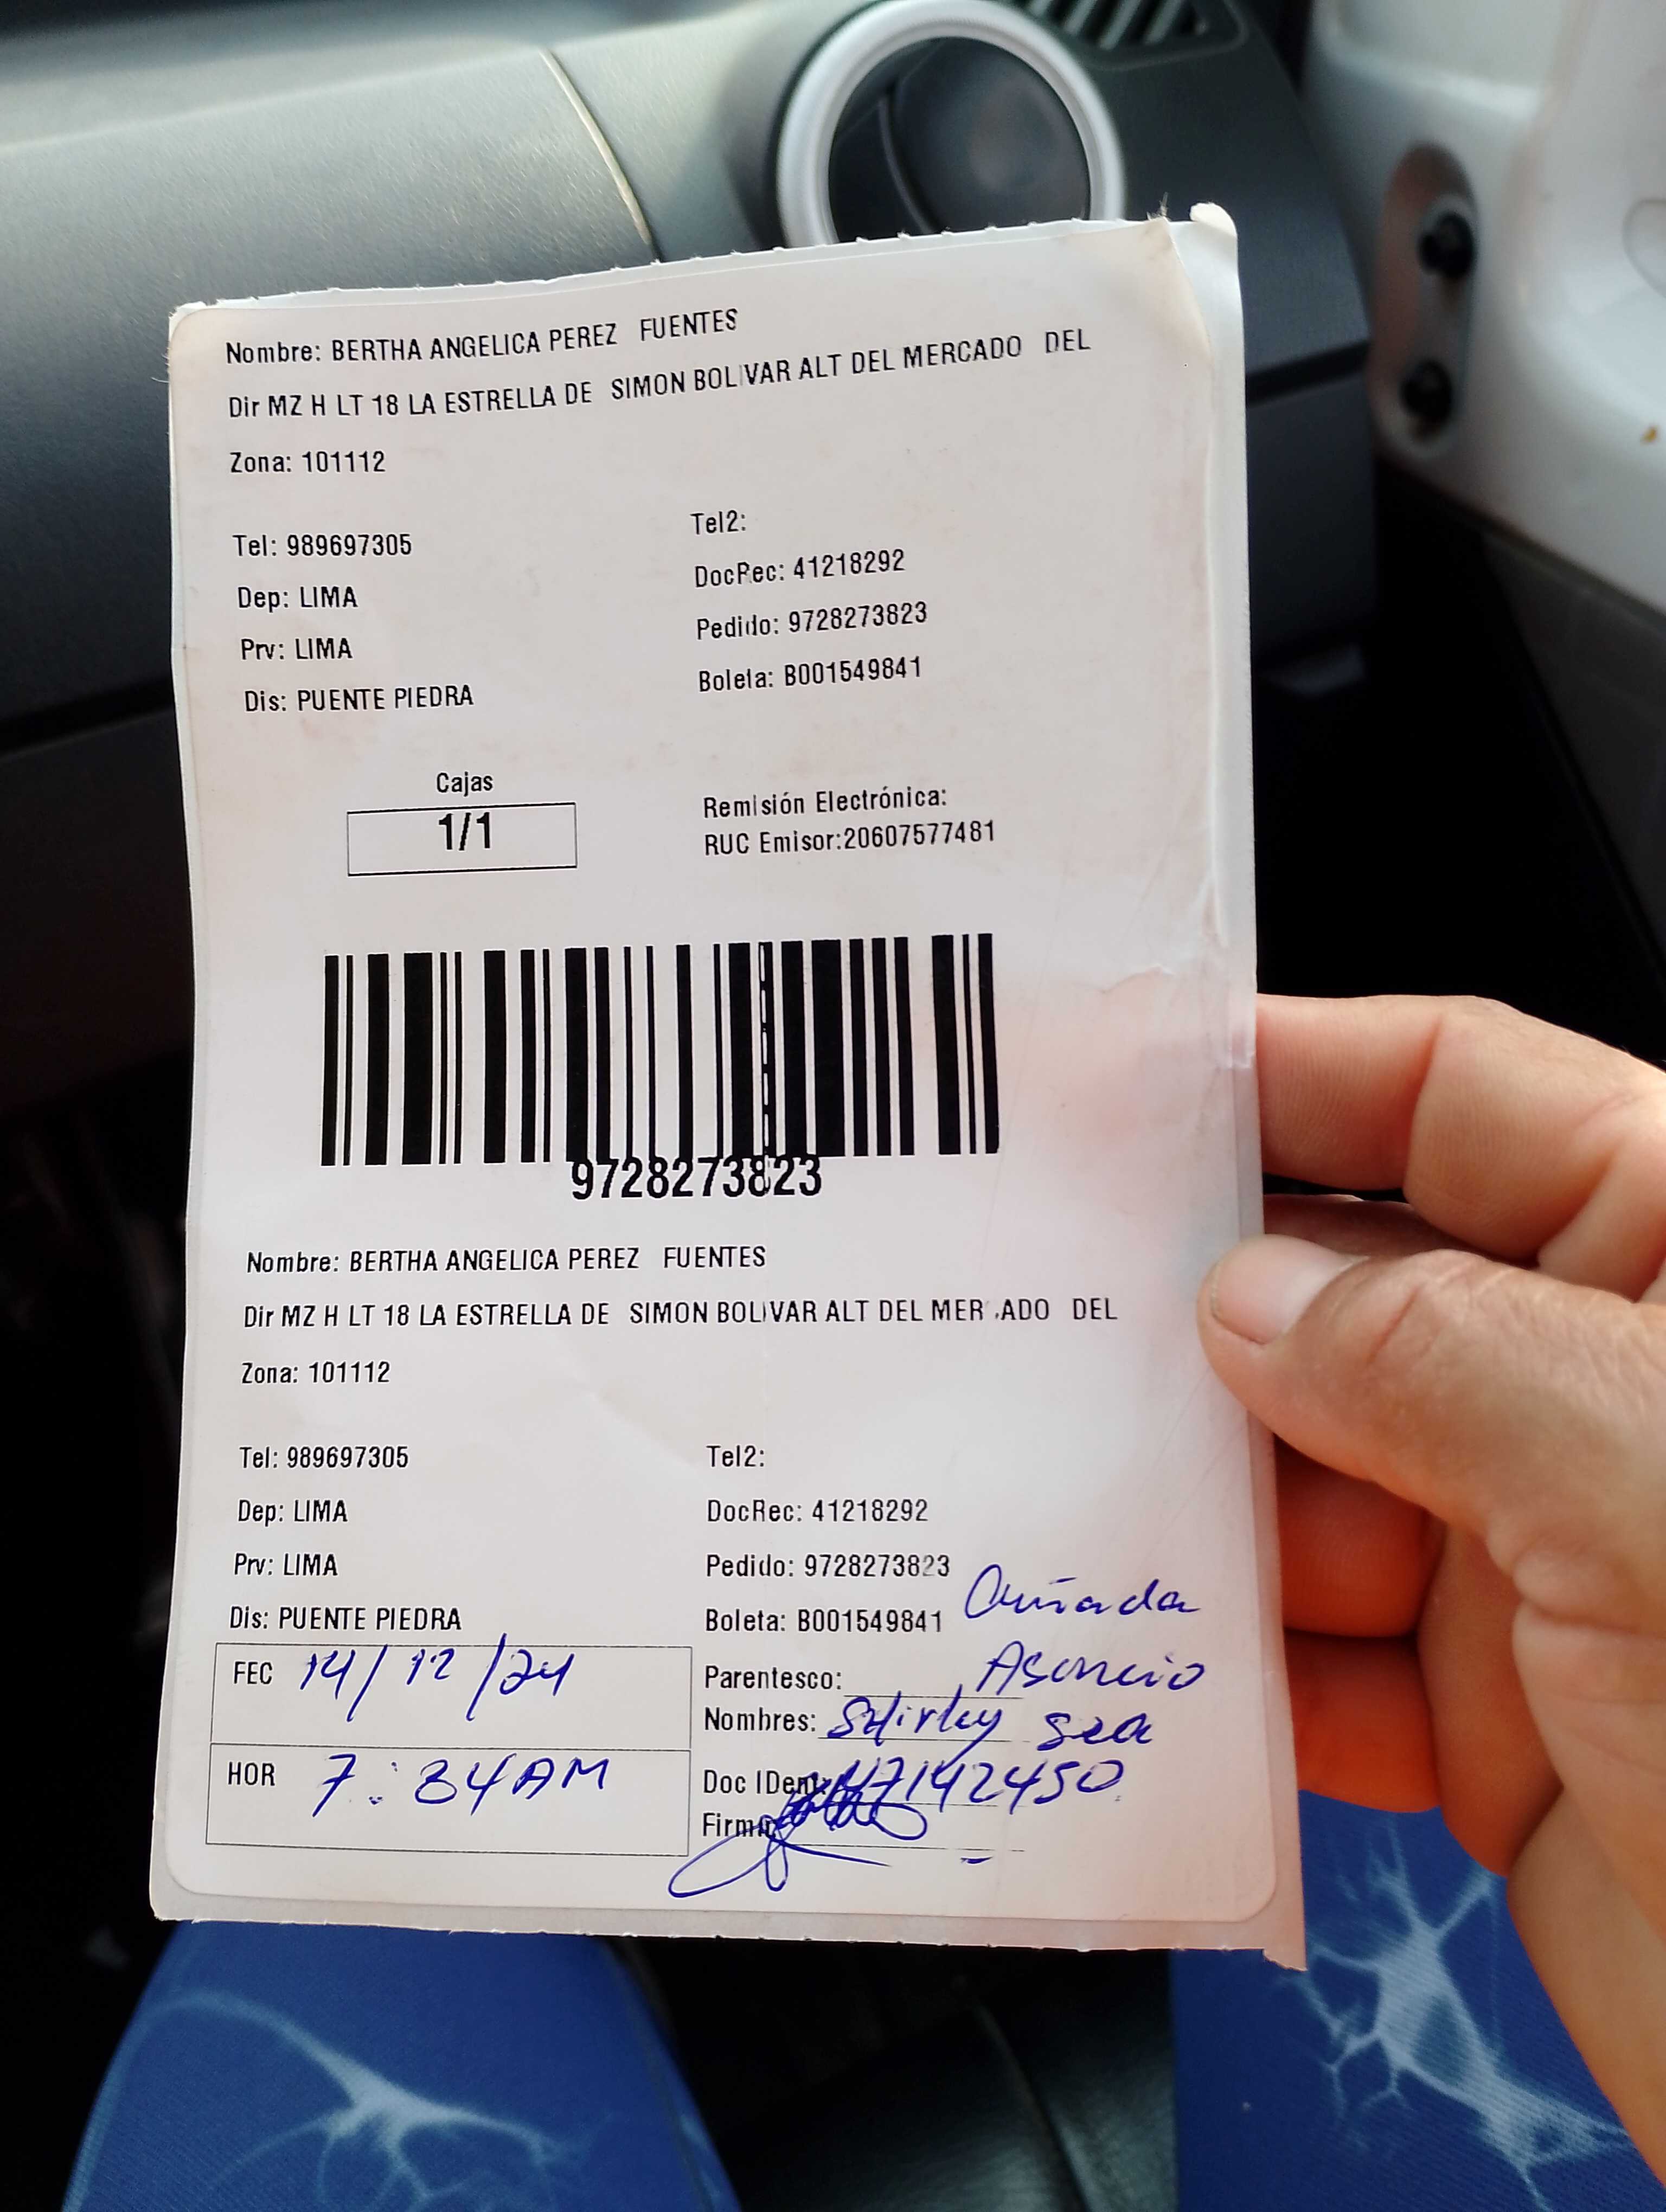 Nombre: BERTHA ANGELICA PEREZ FUENTES
Dir MZ H LT 18 LA ESTRELLA DE SIMON BOLIVAR ALT DEL MERCADO DEL
Zona: 101112
Tel: 989697305
Dep: LIMA
Prv: LIMA
Dis: PUENTE PIEDRA
Tel2:
DocRec: 41218292
Pedido: 9728273823
Boleta: B001549841
Cajas
1/1
Remisión Electrónica:
RUC Emisor:20607577481
9728273823
Nombre: BERTHA ANGELICA PEREZ FUENTES
Dir MZ H LT 18 LA ESTRELLA DE SIMON BOLIVAR ALT DEL MER ADO DEL
Zona: 101112
Tel: 989697305
Dep: LIMA
Prv: LIMA
Dis: PUENTE PIEDRA
FEC 14/12/24
HOR 7:34AM
Tel2:
DocRec: 41218292
Pedido: 9728273823
Boleta: B001549841
Cuñada
Parentesco: Asencio
Nombres: Shirley
Doc IDent: 47142450
Firma: